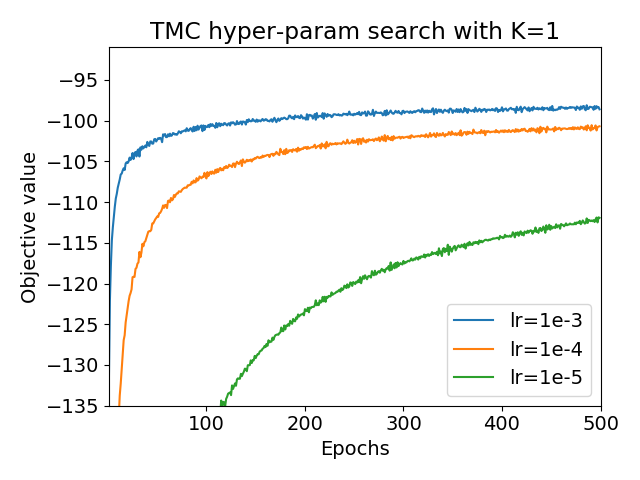 TMC hyper-param search with K=1
Objective value
−95
−100
−105
−110
−115
−120
−125
−130
−135
lr=1e-3
lr=1e-4
lr=1e-5
100
200
300
400
500
Epochs